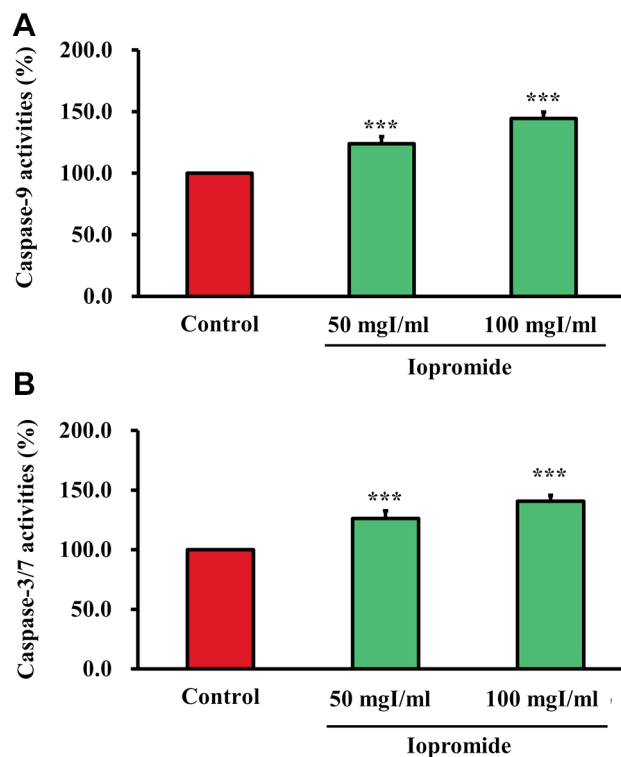 A
Caspase-9 activities (%)
200.0
150.0
100.0
50.0
0.0
***
***
Control
50 mgI/ml
100 mgI/ml
Iopromide
B
Caspase-3/7 activities (%)
200.0
150.0
100.0
50.0
0.0
***
***
Control
50 mgI/ml
100 mgI/ml
Iopromide